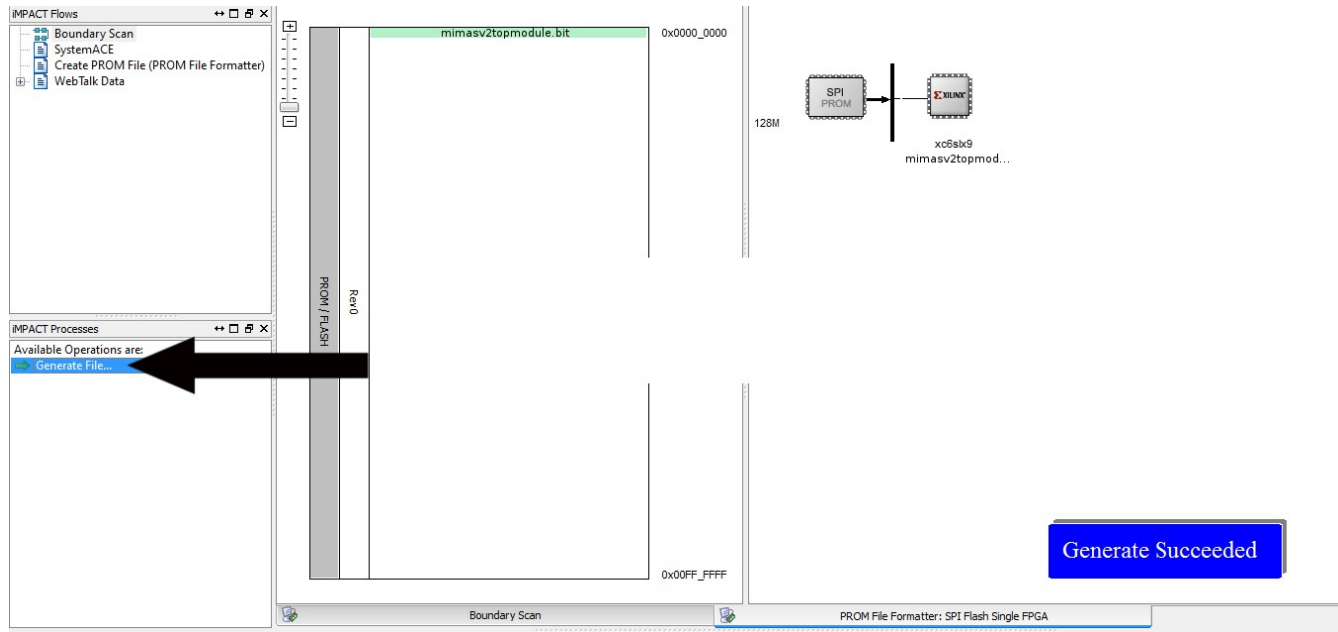 iMPACT Flows
Boundary Scan
SystemACE
Create PROM File (PROM File Formatter)
WebTalk Data
iMPACT Processes
Available Operations are:
Generate File...
mimasv2topmodule.bit
0x0000_0000
PROM / FLASH
Rev0
0x00FF_FFFF
128M
SPI
PROM
XILINX
xc6slx9
mimasv2topmod...
Generate Succeeded
Boundary Scan
PROM File Formatter: SPI Flash Single FPGA